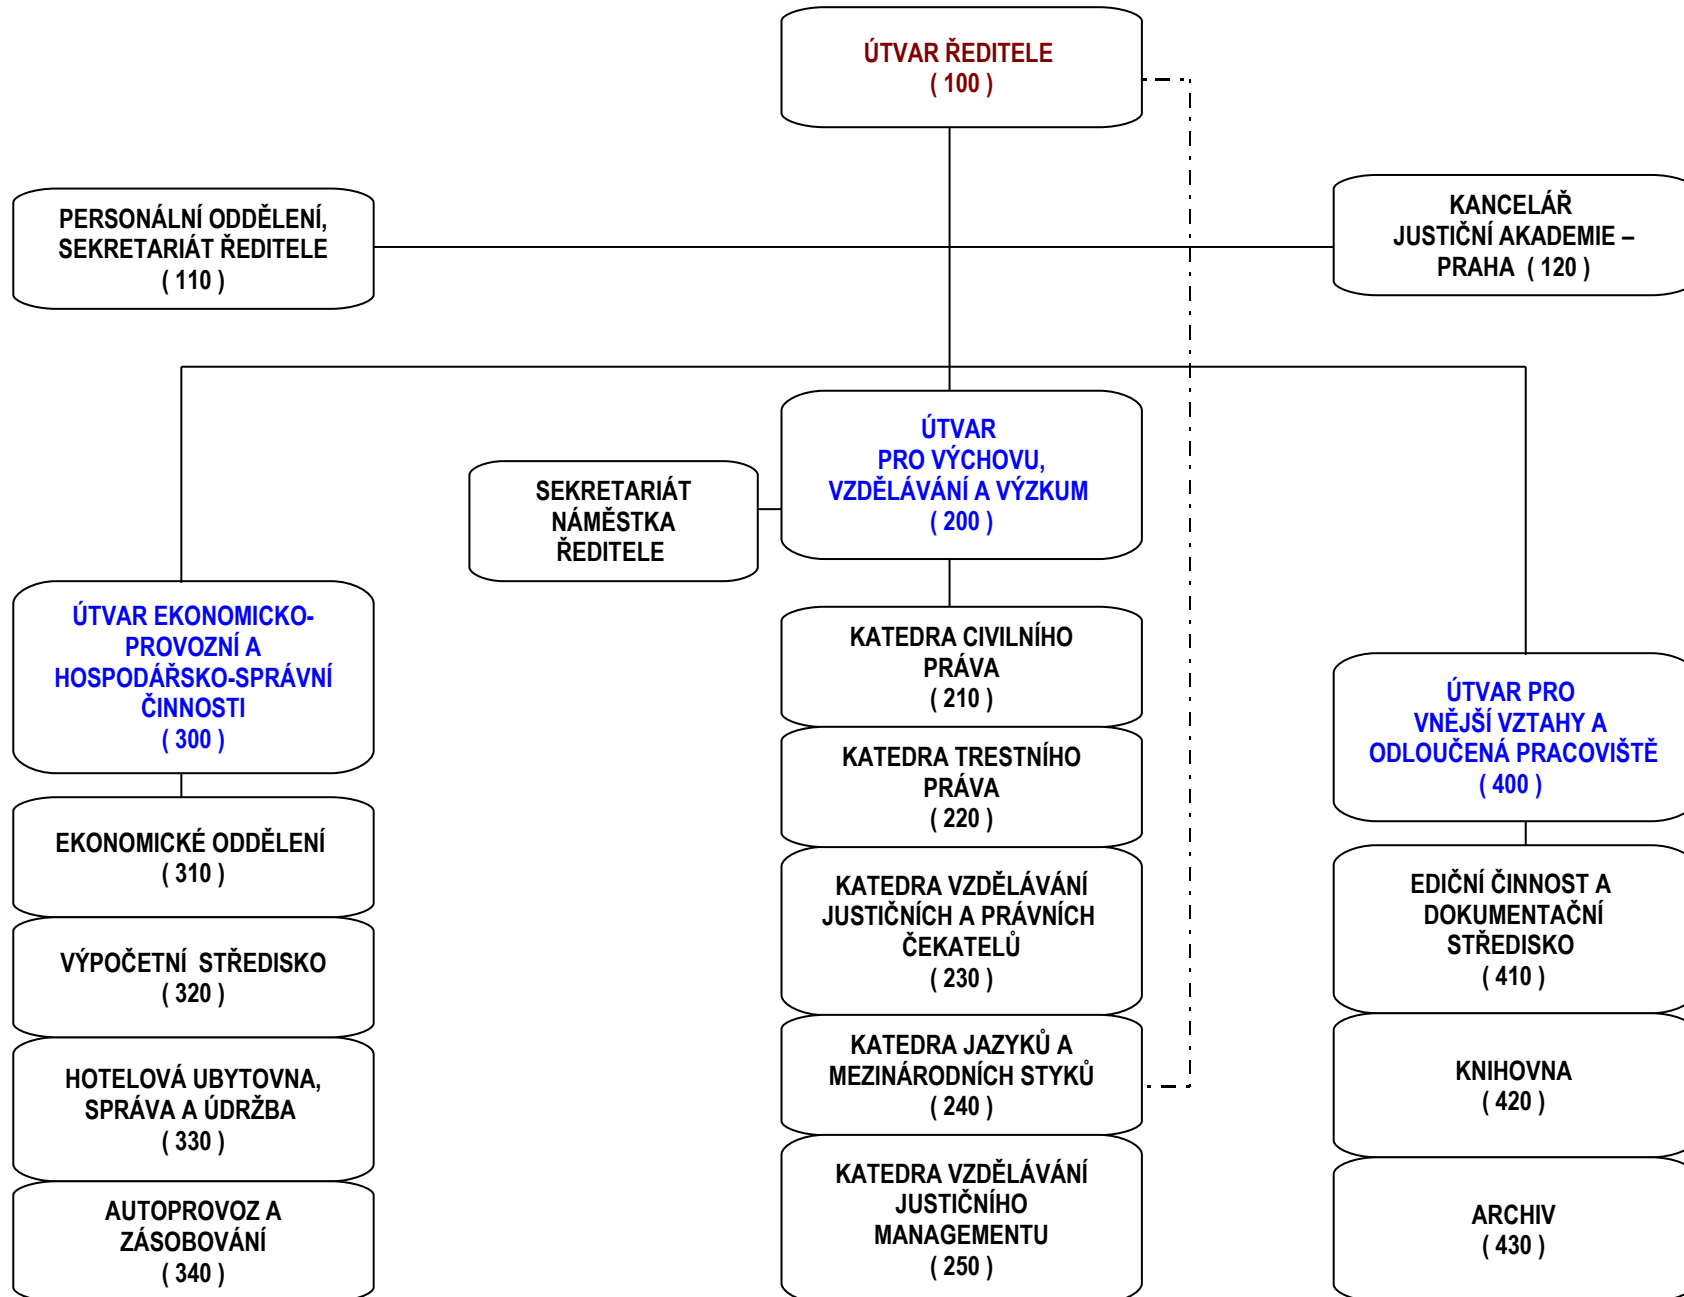 ÚTVAR ŘEDITELE
( 100 )
PERSONÁLNÍ ODDĚLENÍ,
SEKRETARIÁT ŘEDITELE
( 110 )
KANCELÁŘ
JUSTIČNÍ AKADEMIE –
PRAHA ( 120 )
ÚTVAR
PRO VÝCHOVU,
VZDĚLÁVÁNÍ A VÝZKUM
( 200 )
SEKRETARIÁT
NÁMĚSTKA
ŘEDITELE
ÚTVAR EKONOMICKO-
PROVOZNÍ A
HOSPODÁŘSKO-SPRÁVNÍ
ČINNOSTI
( 300 )
EKONOMICKÉ ODDĚLENÍ
( 310 )
VÝPOČETNÍ STŘEDISKO
( 320 )
HOTELOVÁ UBYTOVNA,
SPRÁVA A ÚDRŽBA
( 330 )
AUTOPROVOZ A
ZÁSOBOVÁNÍ
( 340 )
KATEDRA CIVILNÍHO
PRÁVA
( 210 )
KATEDRA TRESTNÍHO
PRÁVA
( 220 )
KATEDRA VZDĚLÁVÁNÍ
JUSTIČNÍCH A PRÁVNÍCH
ČEKATELŮ
( 230 )
KATEDRA JAZYKŮ A
MEZINÁRODNÍCH STYKŮ
( 240 )
KATEDRA VZDĚLÁVÁNÍ
JUSTIČNÍHO
MANAGEMENTU
( 250 )
ÚTVAR PRO
VNĚJŠÍ VZTAHY A
ODLOUČENÁ PRACOVIŠTĚ
( 400 )
EDIČNÍ ČINNOST A
DOKUMENTAČNÍ
STŘEDISKO
( 410 )
KNIHOVNA
( 420 )
ARCHIV
( 430 )